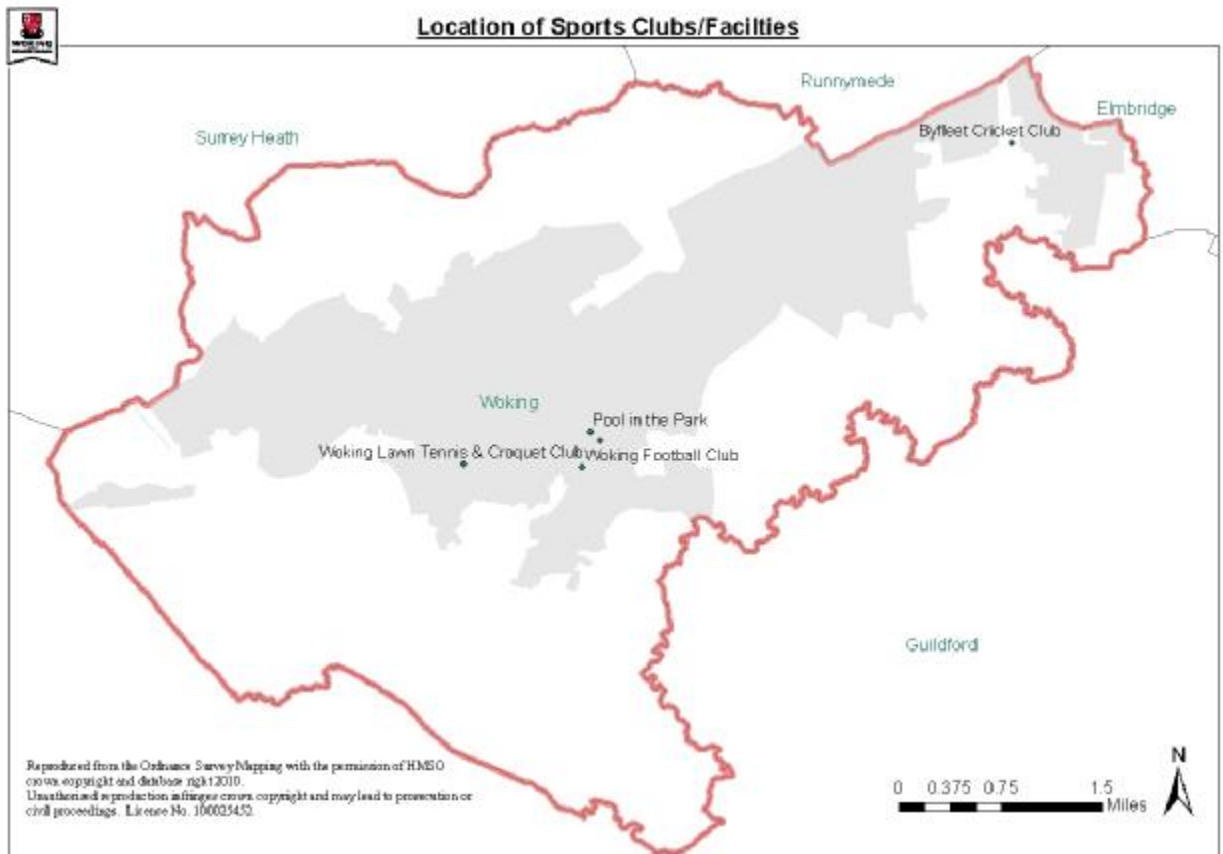 WOKING
Location of Sports Clubs/Facilties
Runnymede
Elmbridge
Surrey Heath
Byfleet Cricket Club
Woking
Pool in the Park
Woking Lawn Tennis & Croquet Club
Woking Football Club
Guildford
Reproduced from the Ordnance Survey Mapping with the permission of HMSO
crown copyright and database right 2010.
Unauthorised reproduction infringes crown copyright and may lead to prosecution or
civil proceedings. Licence No. 100025452.
N
0 0.375 0.75 1.5
Miles